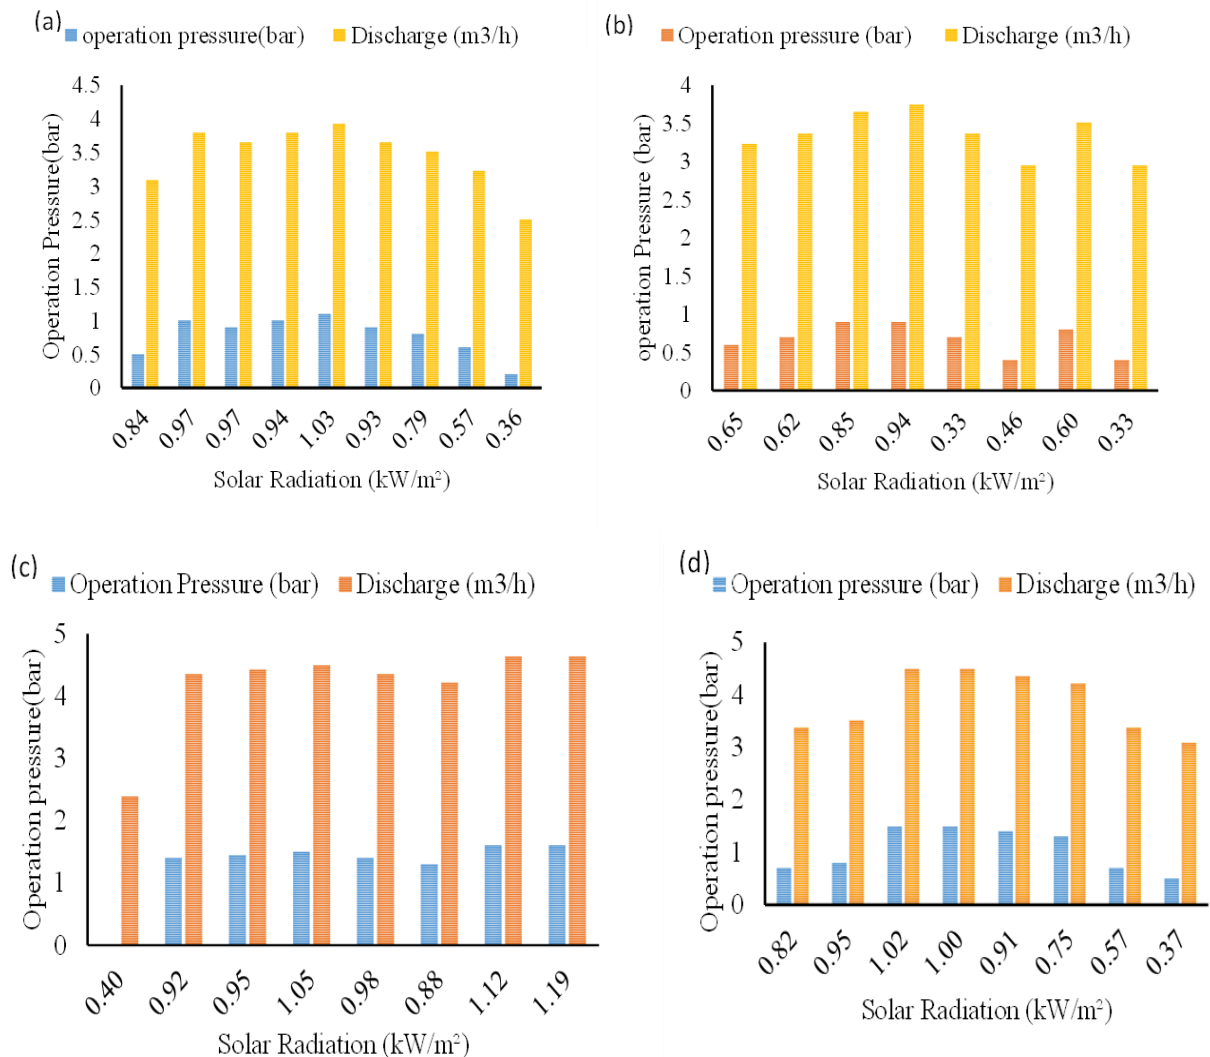 (a)
operation pressure(bar) Discharge (m3/h)
Operation Pressure(bar)
4.5
4
3.5
3
2.5
2
1.5
1
0.5
0
0.84 0.97 0.97 0.94 1.03 0.93 0.79 0.57 0.36
Solar Radiation (kW/m²)
(b)
Operation pressure (bar) Discharge (m3/h)
operation Pressure (bar)
4
3.5
3
2.5
2
1.5
1
0.5
0
0.65 0.62 0.85 0.94 0.33 0.46 0.60 0.33
Solar Radiation (kW/m²)
(c)
Operation Pressure (bar) Discharge (m3/h)
Operation pressure(bar)
5
4
3
2
1
0
0.40 0.92 0.95 1.05 0.98 0.88 1.12 1.19
Solar Radiation (kW/m²)
(d)
Operation pressure (bar) Discharge (m3/h)
Operation pressure(bar)
5
4
3
2
1
0
0.82 0.95 1.02 1.00 0.91 0.75 0.57 0.37
Solar Radiation (kW/m²)